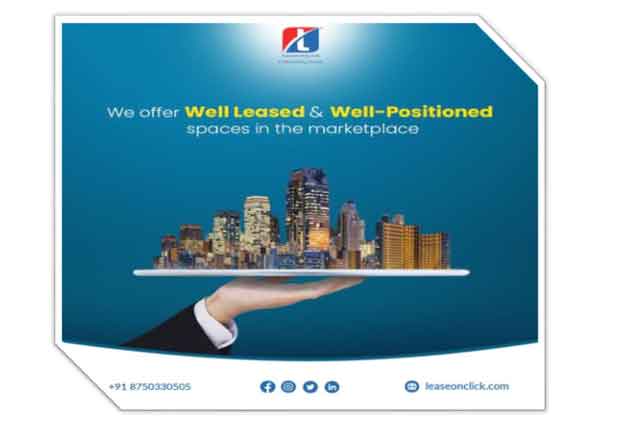 We offer Well Leased & Well-Positioned
spaces in the marketplace
+91 8750330505
leaseonclick.com